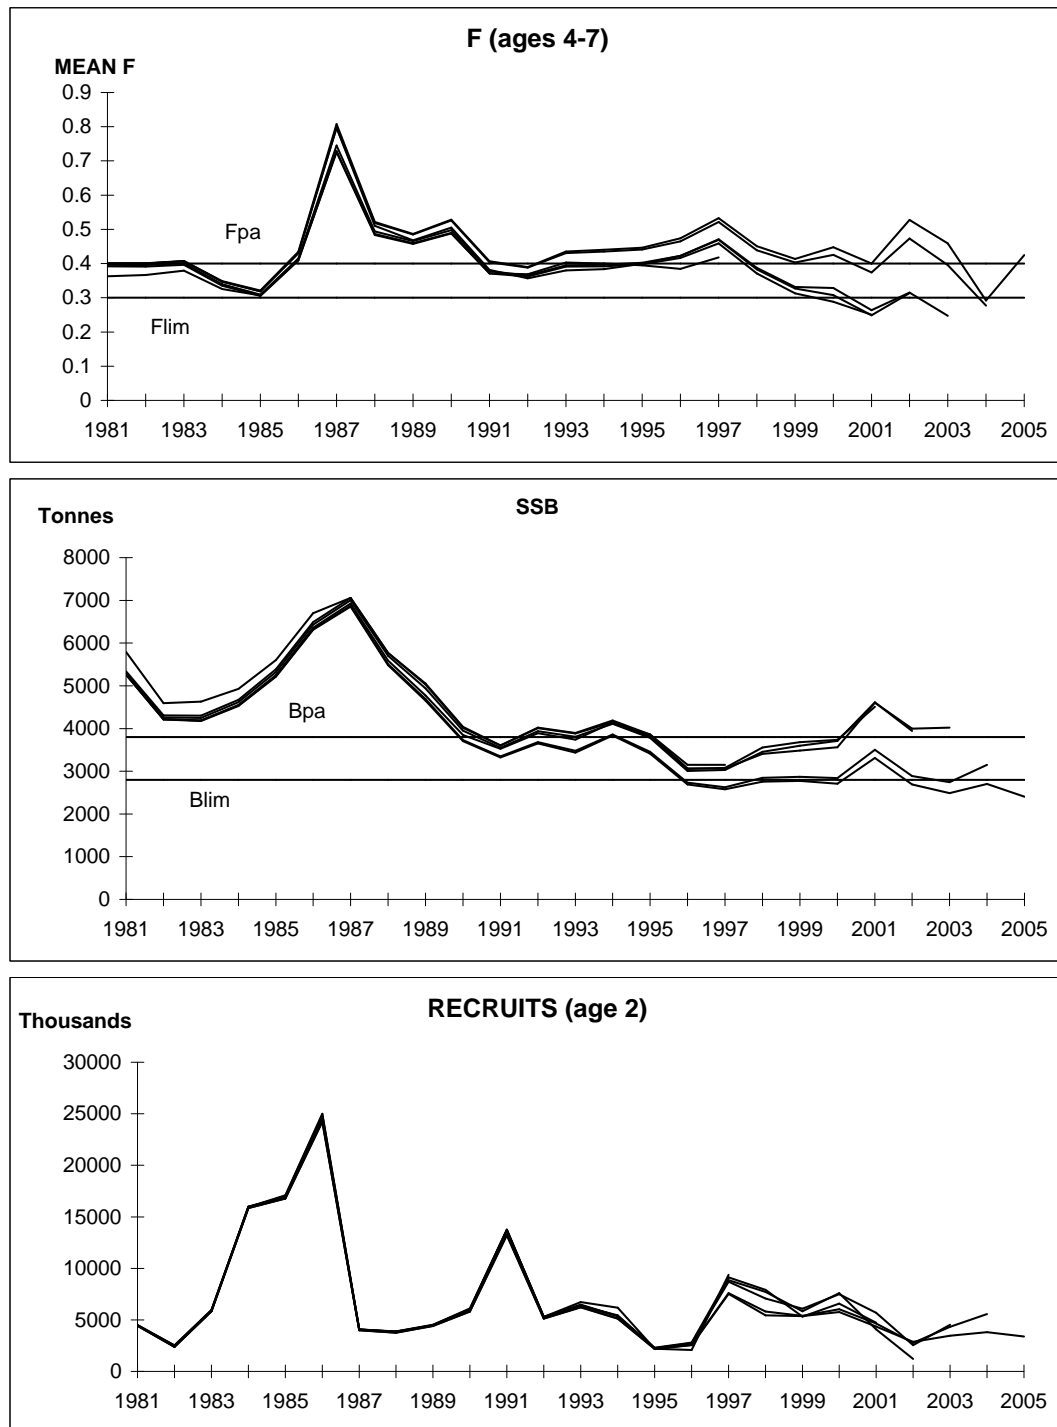 F (ages 4-7)
MEAN F
0.9
0.8
0.7
0.6
0.5
Fpa
0.4
0.3
Flim
0.2
0.1
0
1981 1983 1985 1987 1989 1991 1993 1995 1997 1999 2001 2003 2005
SSB
Tonnes
8000
7000
6000
5000
Bpa
4000
3000
Blim
2000
1000
0
1981 1983 1985 1987 1989 1991 1993 1995 1997 1999 2001 2003 2005
RECRUITS (age 2)
Thousands
30000
25000
20000
15000
10000
5000
0
1981 1983 1985 1987 1989 1991 1993 1995 1997 1999 2001 2003 2005